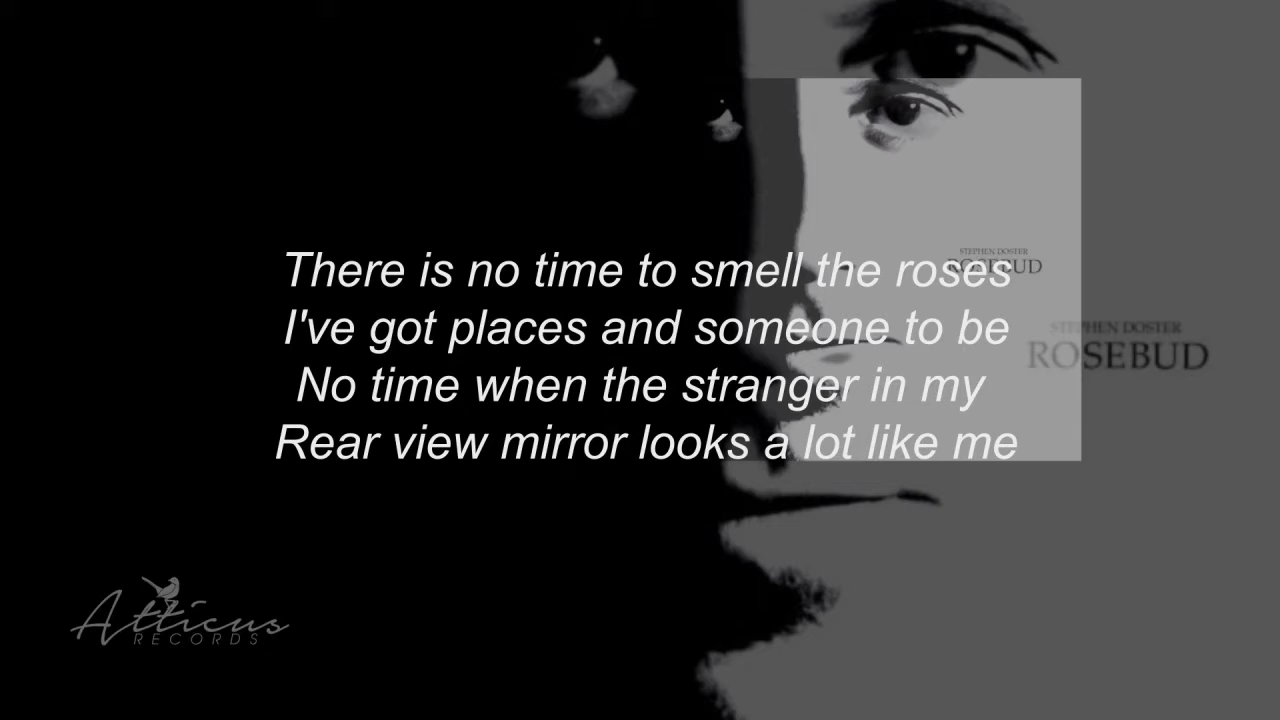 There is no time to smell the roses
I've got places and someone to be
No time when the stranger in my
Rear view mirror looks a lot like me
STEPHEN DOSTER
ROSEBUD
STEPHEN DOSTER
ROSEBUD
Atticus
RECORDS